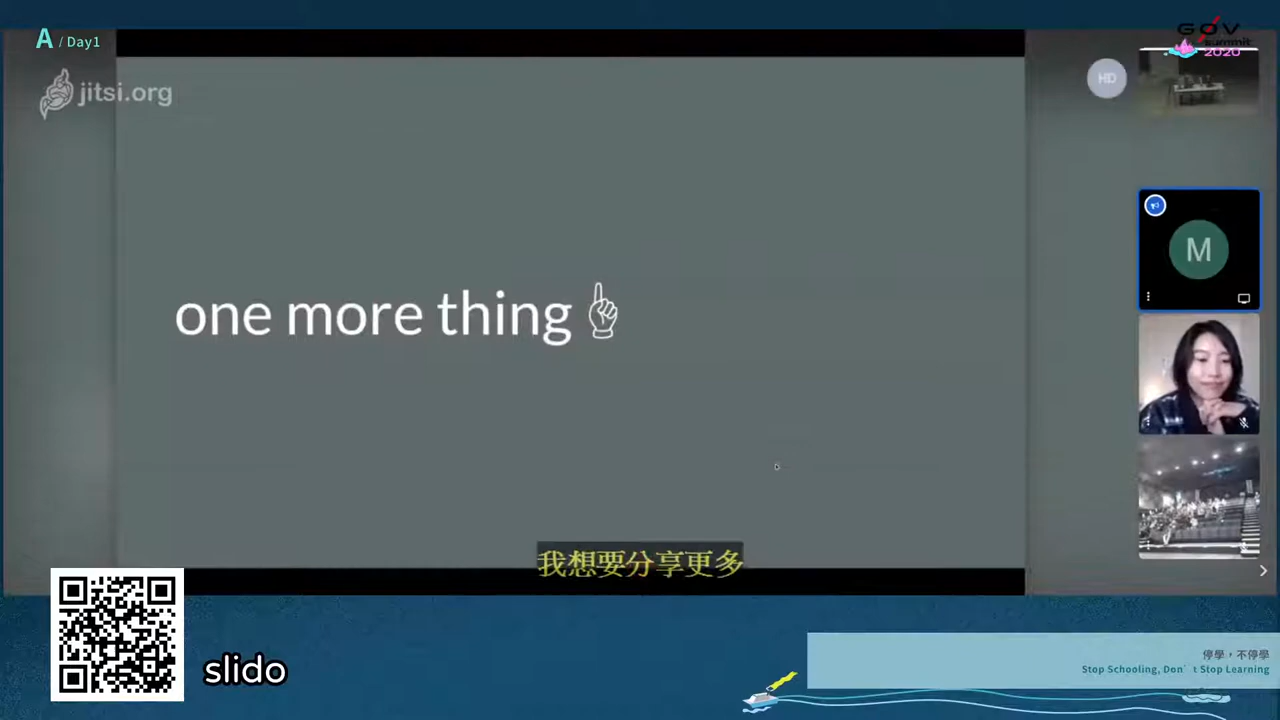 A / Day1
GØV
summit
2020
jitsi.org
HD
M
one more thing ☝
我想要分享更多
slido
停學，不停學
Stop Schooling, Don't Stop Learning